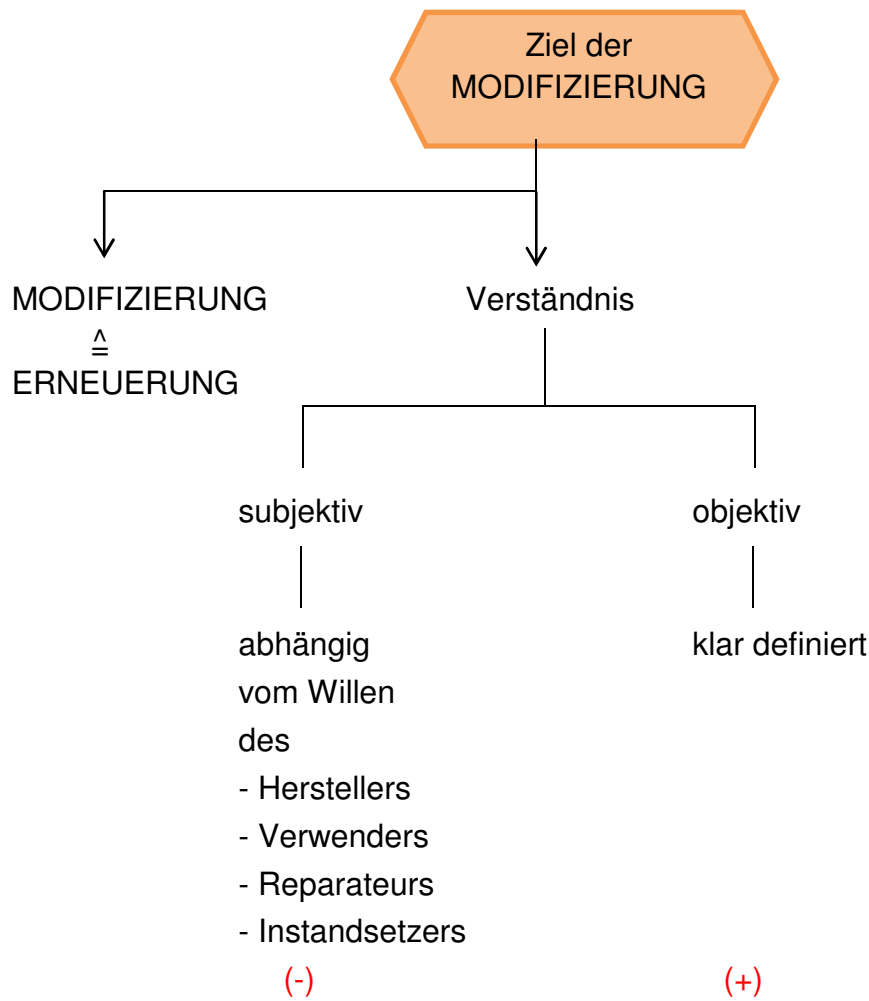 Ziel der
MODIFIZIERUNG
MODIFIZIERUNG
≙
ERNEUERUNG
Verständnis
subjektiv
objektiv
abhängig
vom Willen
des
- Herstellers
- Verwenders
- Reparateurs
- Instandsetzers
klar definiert
(-)
(+)